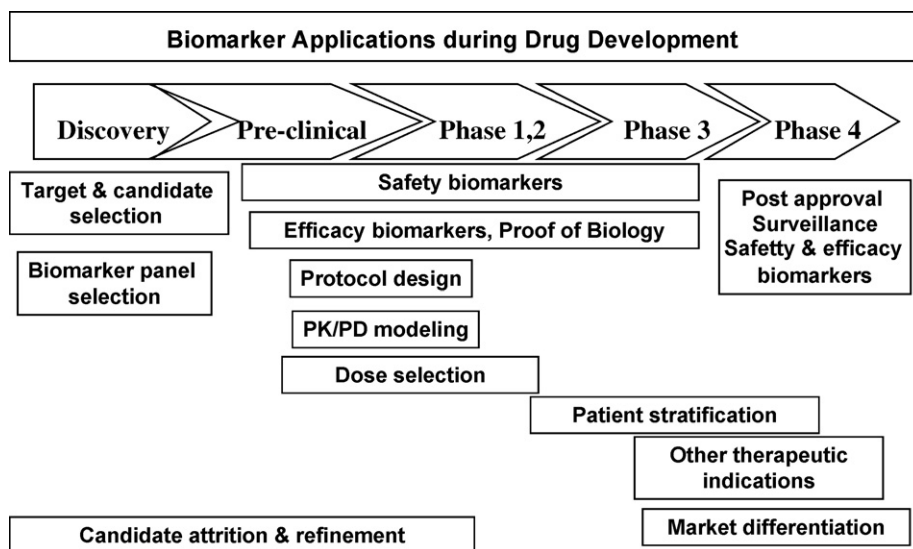 Biomarker Applications during Drug Development
Discovery
Pre-clinical
Phase 1,2
Phase 3
Phase 4
Target & candidate
selection
Safety biomarkers
Post approval
Surveillance
Safetty & efficacy
biomarkers
Efficacy biomarkers, Proof of Biology
Biomarker panel
selection
Protocol design
PK/PD modeling
Dose selection
Patient stratification
Other therapeutic
indications
Candidate attrition & refinement
Market differentiation